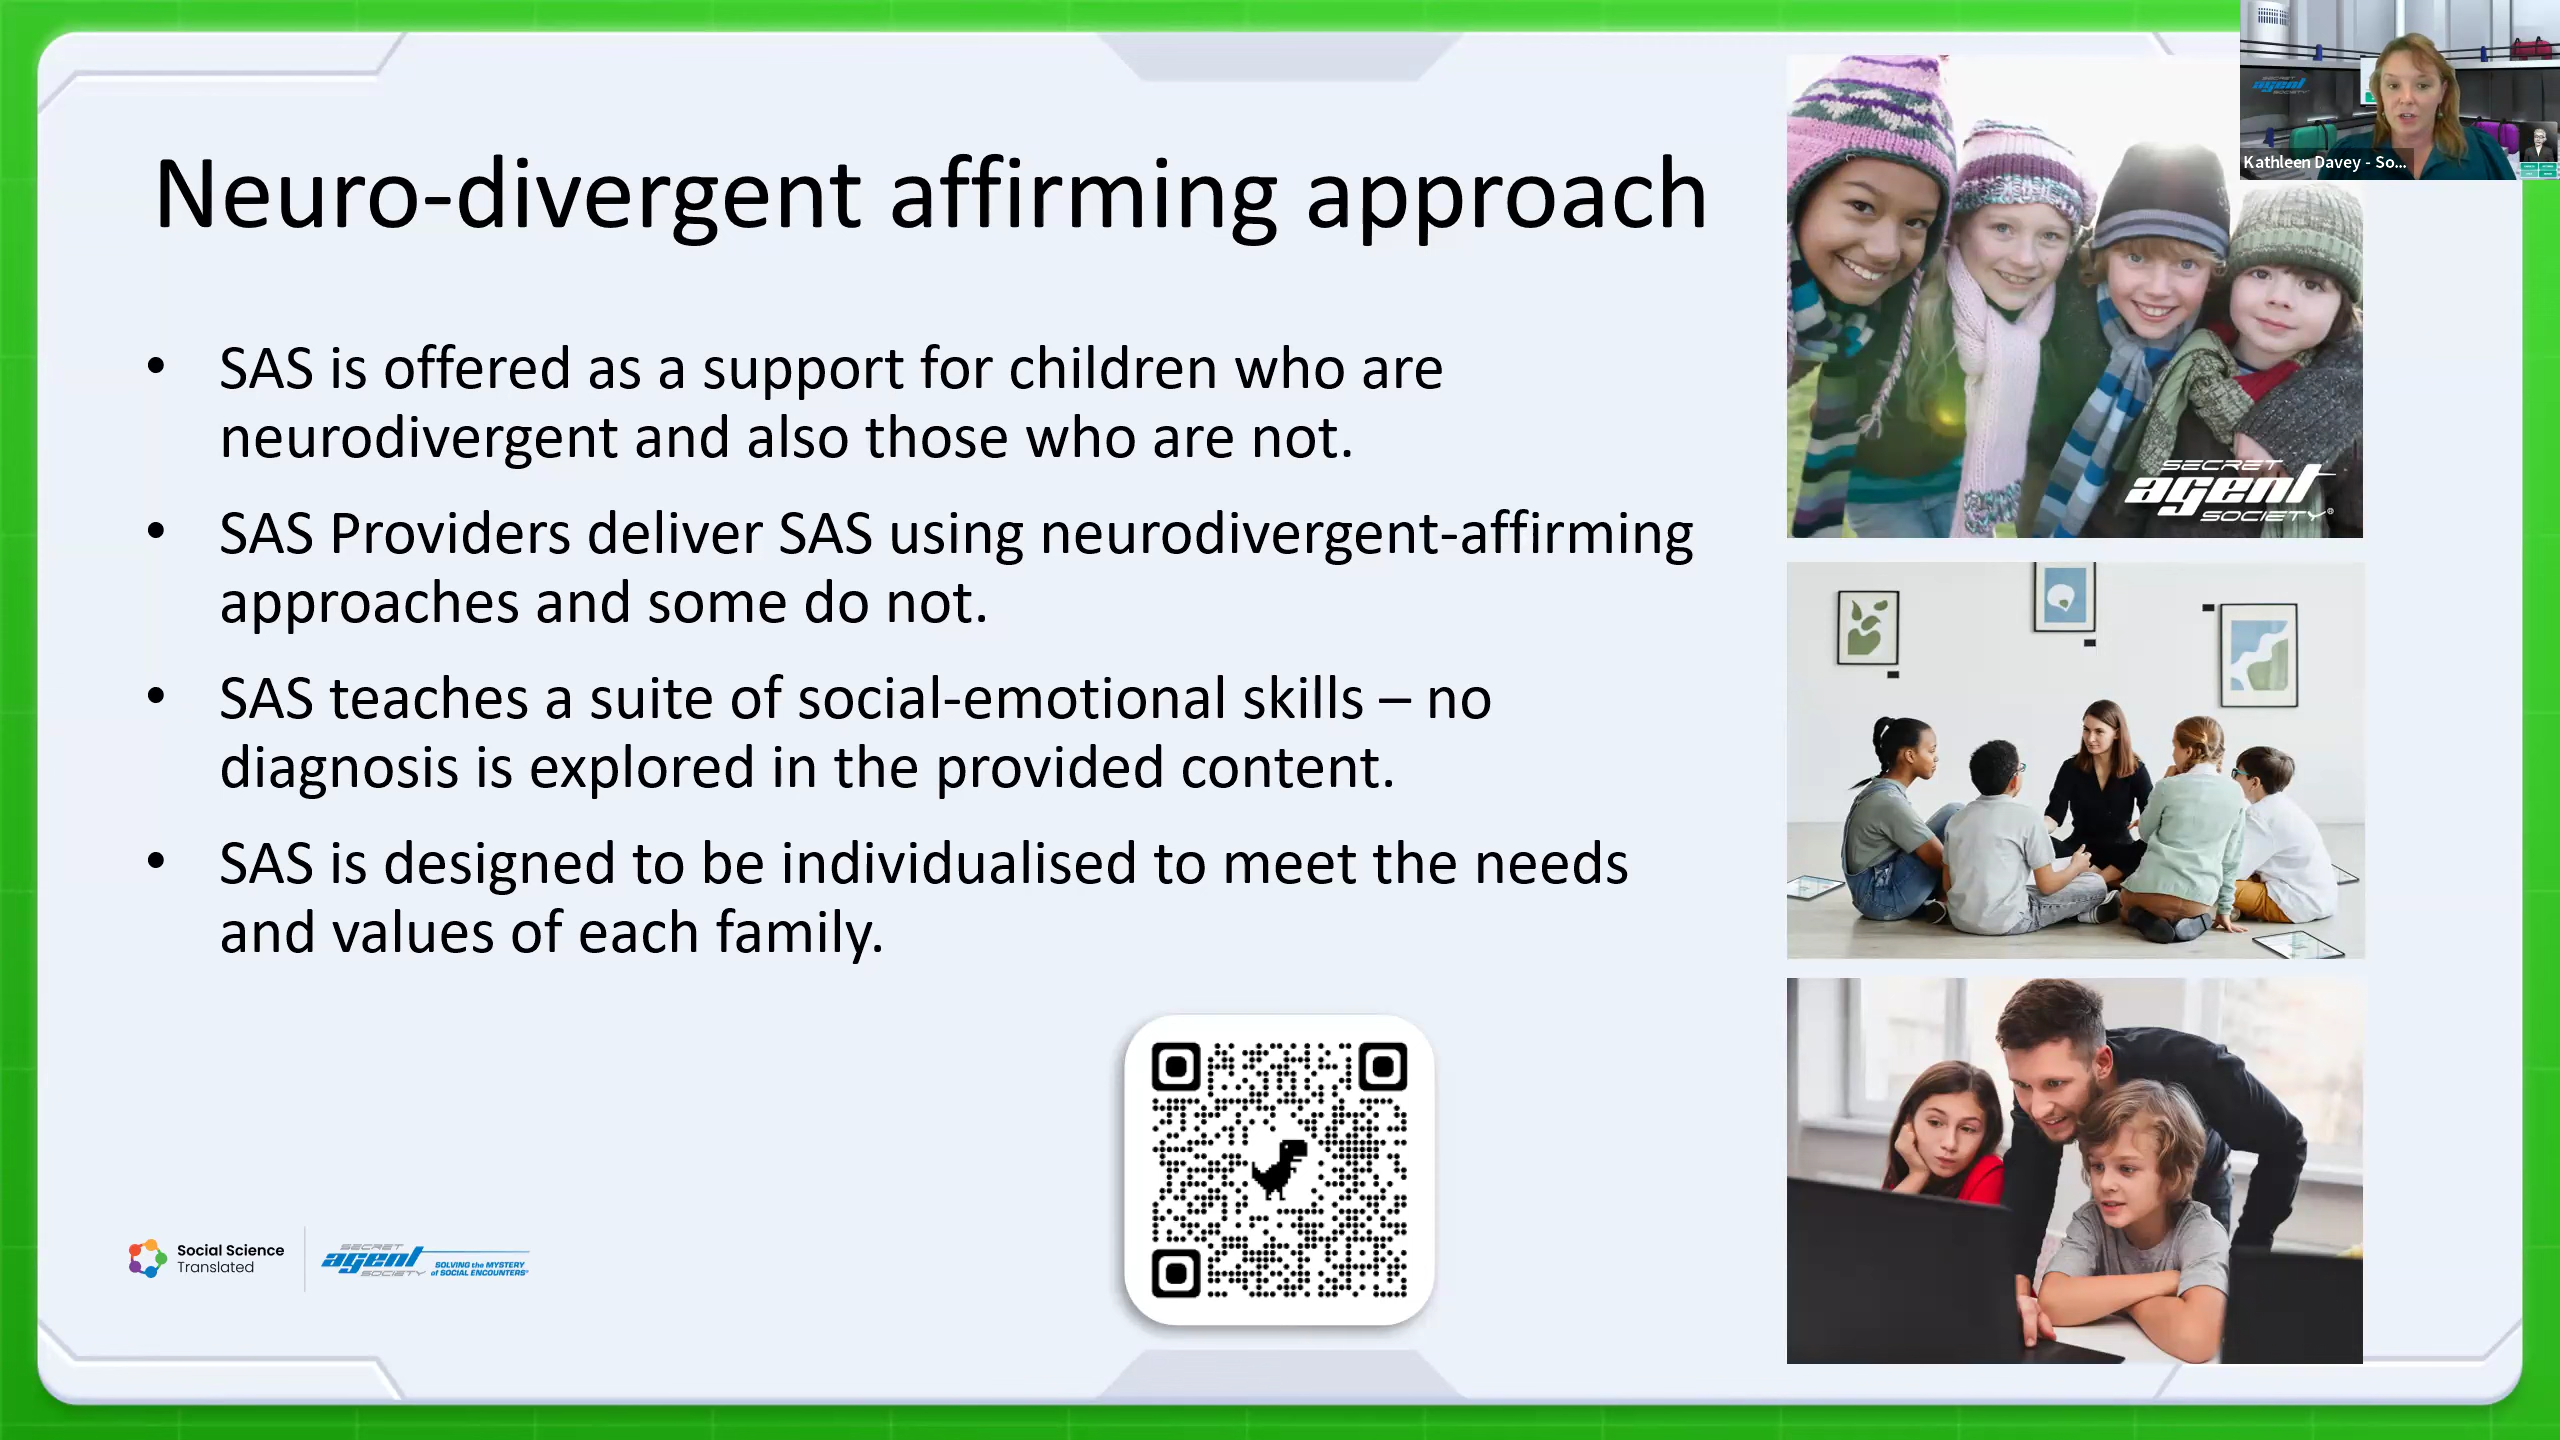 Neuro-divergent affirming approach
• SAS is offered as a support for children who are
neurodivergent and also those who are not.
• SAS Providers deliver SAS using neurodivergent-affirming
approaches and some do not.
• SAS teaches a suite of social-emotional skills – no
diagnosis is explored in the provided content.
• SAS is designed to be individualised to meet the needs
and values of each family.
Social Science
Translated
SECRET
agent
SOCIETY
SOLVING the MYSTERY
of SOCIAL ENCOUNTERS®
SECRET
agent
SOCIETY®
SECRET
agent
SOCIETY
Kathleen Davey - So...